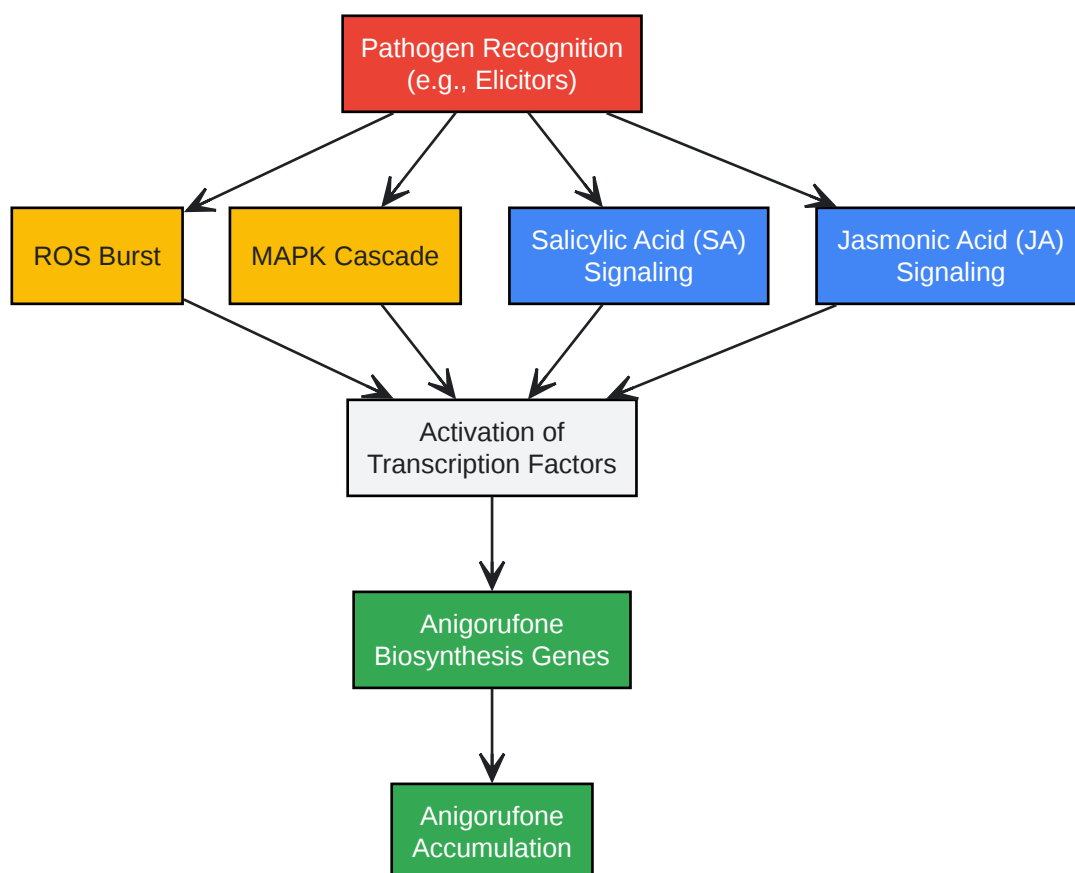 Pathogen Recognition
(e.g., Elicitors)
ROS Burst
MAPK Cascade
Salicylic Acid (SA)
Signaling
Jasmonic Acid (JA)
Signaling
Activation of
Transcription Factors
Anigorufone
Biosynthesis Genes
Anigorufone
Accumulation